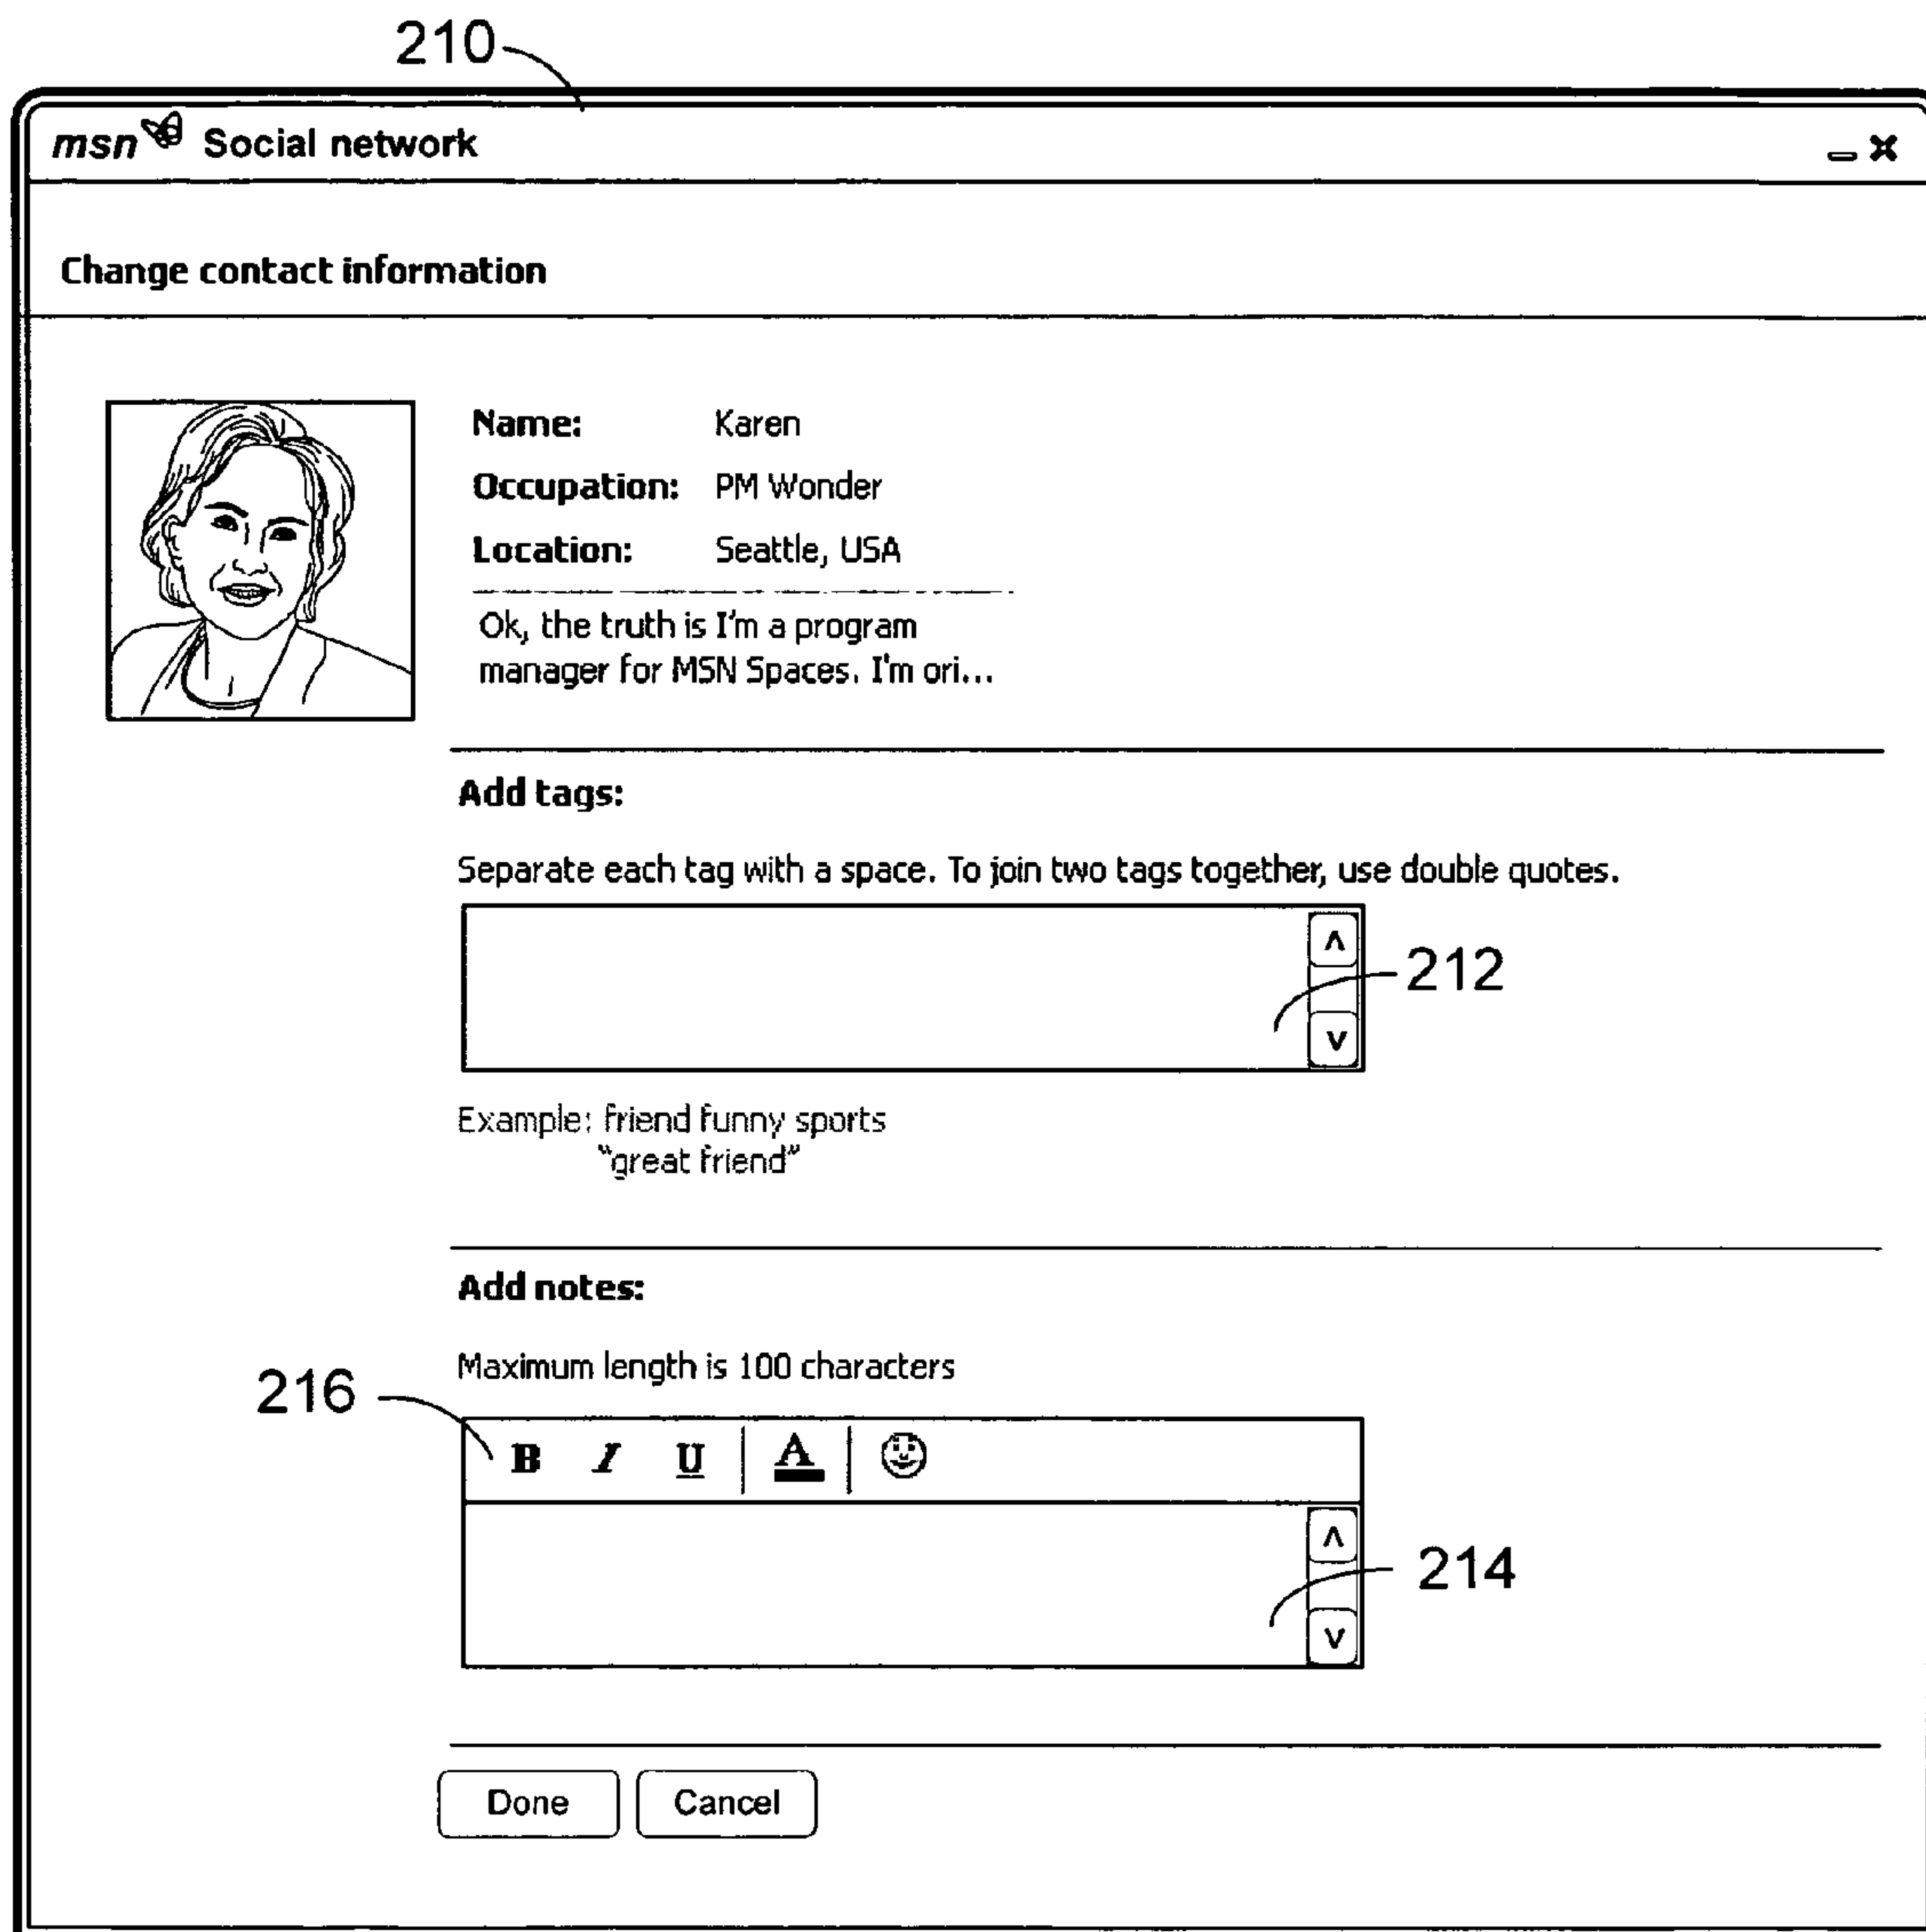 210
msn Social network
Change contact information
Name: Karen
Occupation: PM Wonder
Location: Seattle, USA
Ok, the truth is I'm a program
manager for MSN Spaces. I'm ori...
Add tags:
Separate each tag with a space. To join two tags together, use double quotes.
212
Example: friend funny sports
"great friend"
Add notes:
Maximum length is 100 characters
216
B I U A
214
Done Cancel